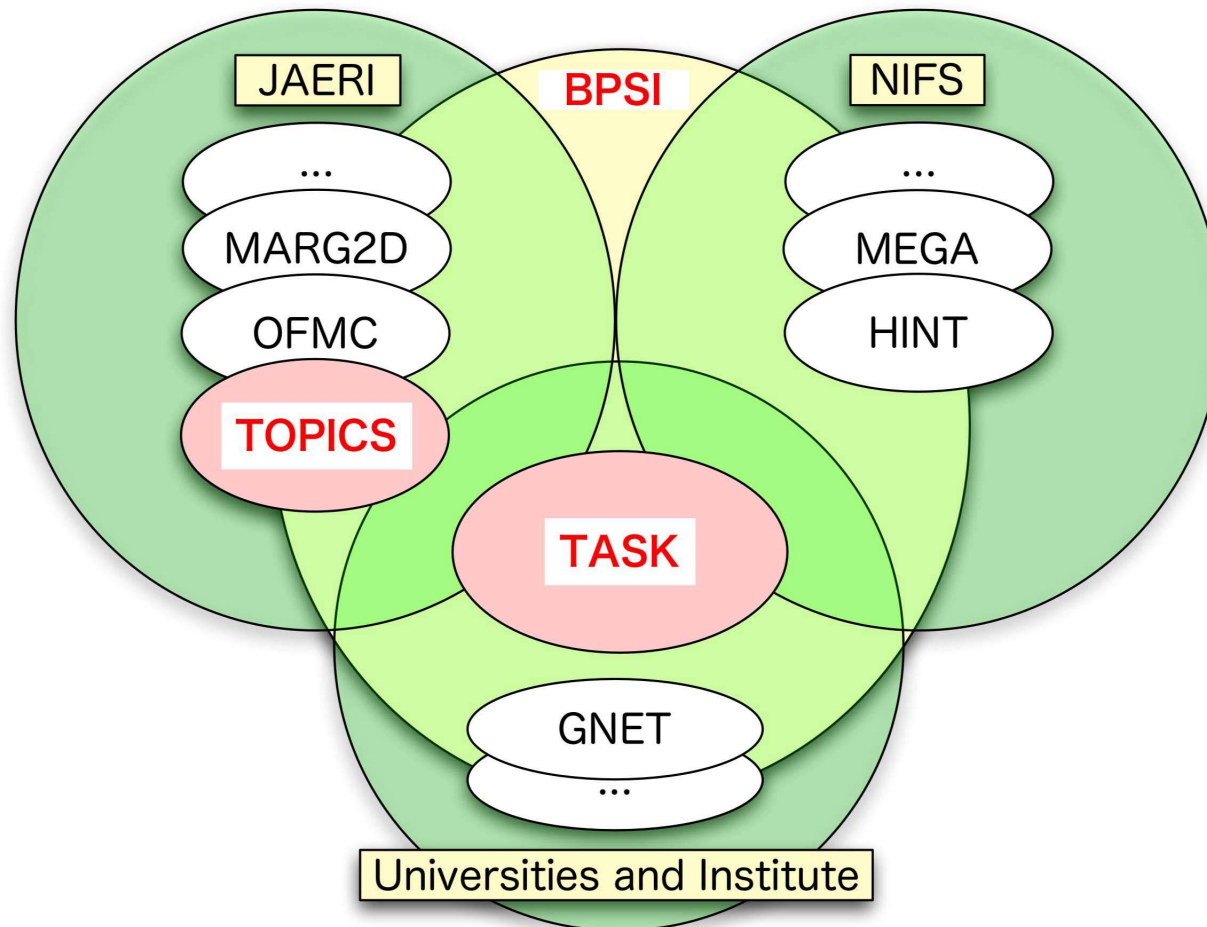 JAERI
BPSI
NIFS
...
MARG2D
OFMC
TOPICS
...
MEGA
HINT
TASK
GNET
...
Universities and Institute